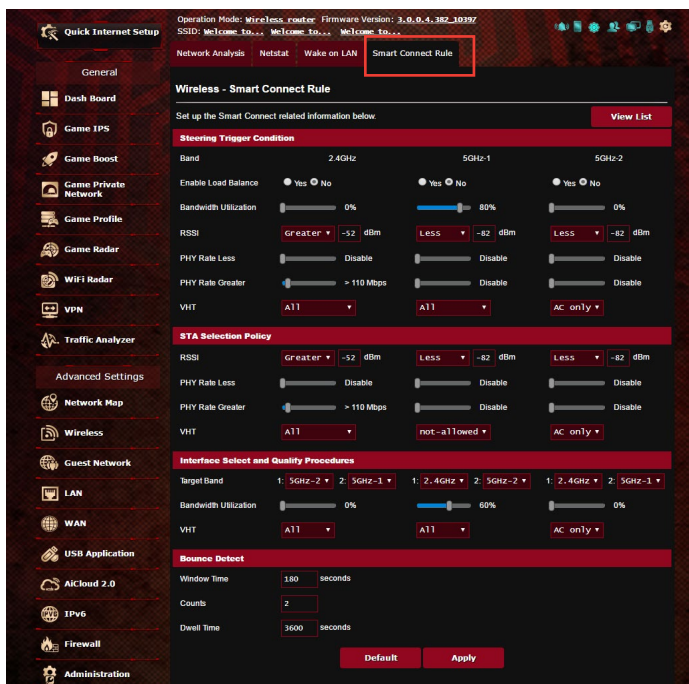 Quick Internet Setup
General
Dash Board
Game IPS
Game Boost
Game Private
Network
Game Profile
Game Radar
WiFi Radar
VPN
Traffic Analyzer
Advanced Settings
Network Map
Wireless
Guest Network
LAN
WAN
USB Application
AiCloud 2.0
IPv6
Firewall
Administration
Operation Mode: Wireless router Firmware Version: 3.0.0.4.382_10397
SSID: Welcome to... Welcome to... Welcome to...
Network Analysis Netstat Wake on LAN Smart Connect Rule
Wireless - Smart Connect Rule
Set up the Smart Connect related information below. View List
Steering Trigger Condition
Band 2.4GHz 5GHz-1 5GHz-2
Enable Load Balance Yes No Yes No Yes No
Bandwidth Utilization 0% 80% 0%
RSSI Greater -52 dBm Less -82 dBm Less -82 dBm
PHY Rate Less Disable Disable Disable
PHY Rate Greater > 110 Mbps Disable Disable
VHT All All AC only
STA Selection Policy
RSSI Greater -52 dBm Less -82 dBm Less -82 dBm
PHY Rate Less Disable Disable Disable
PHY Rate Greater > 110 Mbps Disable Disable
VHT All not-allowed AC only
Interface Select and Quality Procedures
Target Band 1: 5GHz-2 2: 5GHz-1 1: 2.4GHz 2: 5GHz-2 1: 2.4GHz 2: 5GHz-1
Bandwidth Utilization 0% 60% 0%
VHT All All AC only
Bounce Detect
Window Time 180 seconds
Counts 2
Dwell Time 3600 seconds
Default Apply